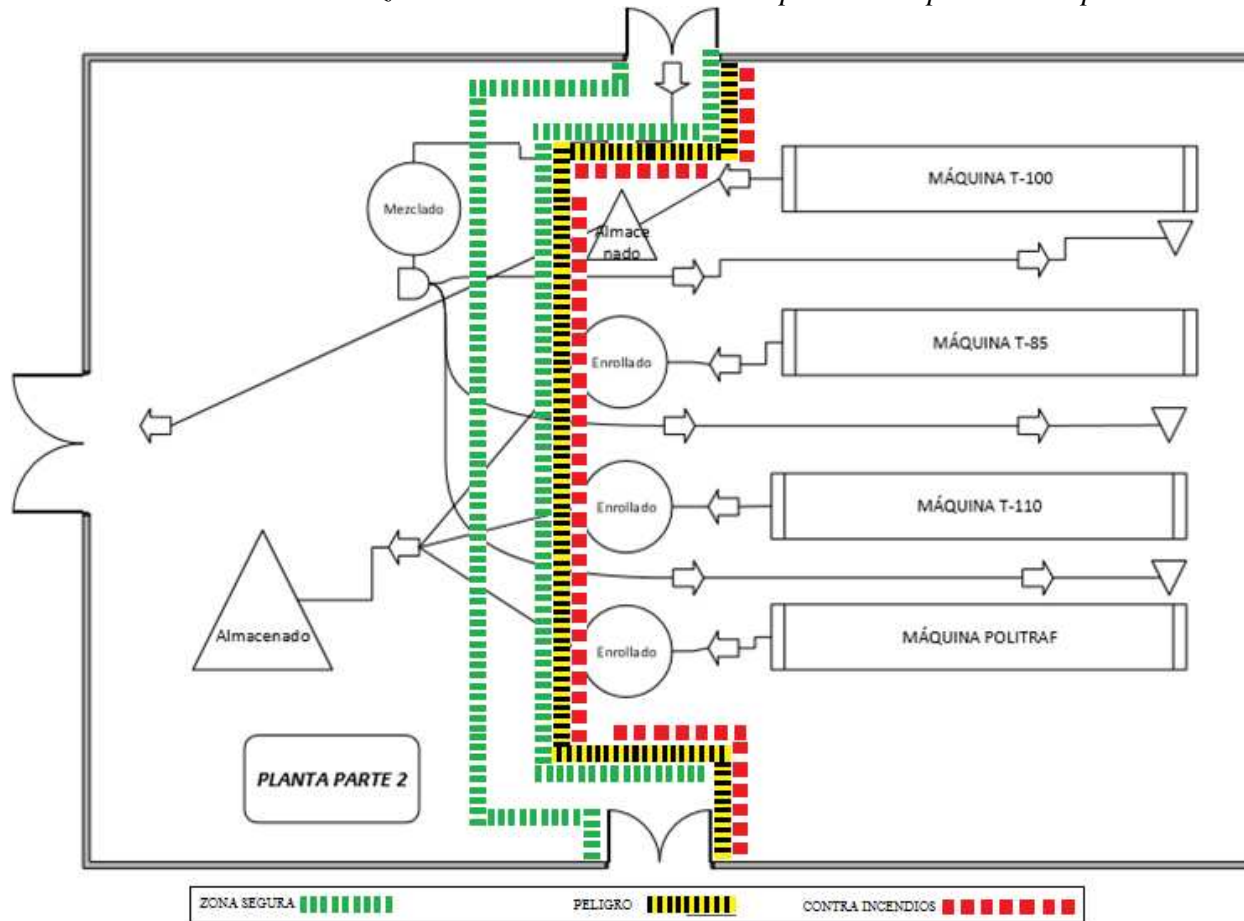 MÁQUINA T-100
Mezclado
Almace
nado
MÁQUINA T-85
Enrollado
MÁQUINA T-110
Enrollado
Almacenado
MÁQUINA POLITRAF
Enrollado
PLANTA PARTE 2
ZONA SEGURA
PELIGRO
CONTRA INCENDIOS